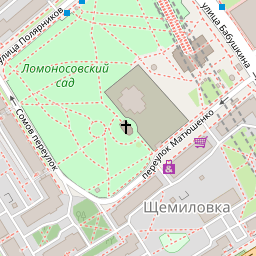 улица Полярников
улица Бабушкина
Ломоносовский
сад
Сомов переулок
переулок Матюшенко
Щемиловка